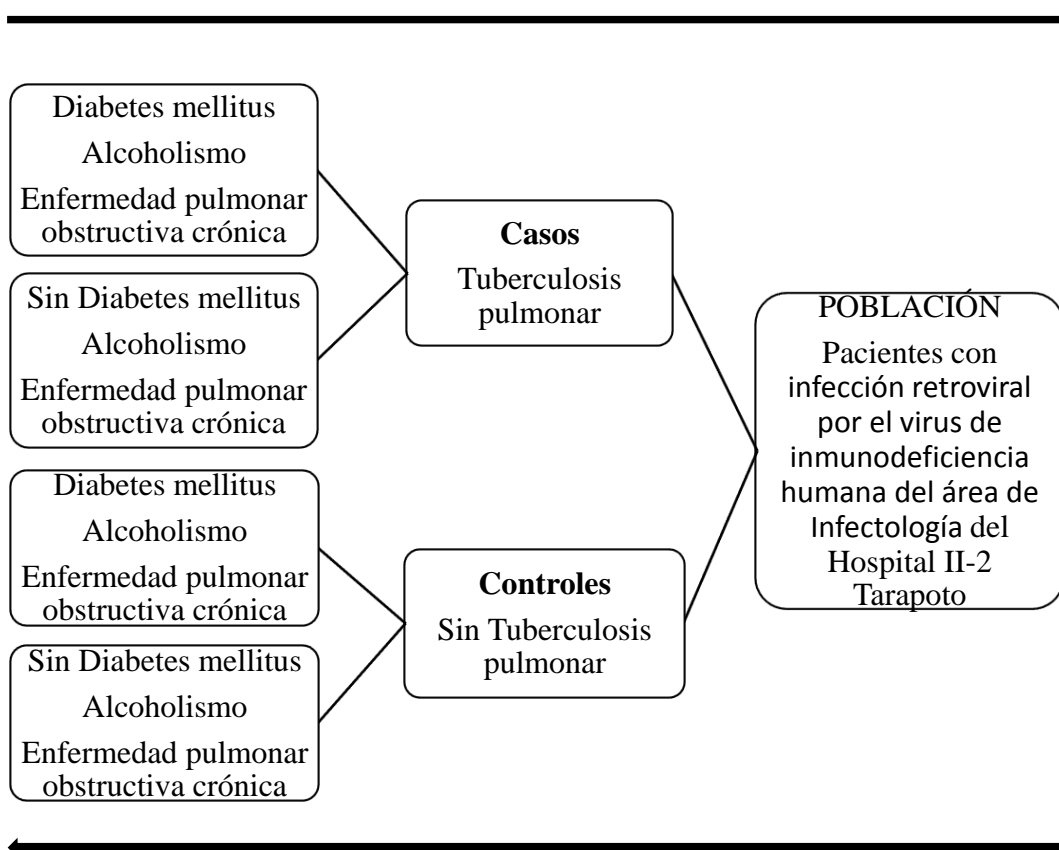 Diabetes mellitus
Alcoholismo
Enfermedad pulmonar
obstructiva crónica
Sin Diabetes mellitus
Alcoholismo
Enfermedad pulmonar
obstructiva crónica
Diabetes mellitus
Alcoholismo
Enfermedad pulmonar
obstructiva crónica
Sin Diabetes mellitus
Alcoholismo
Enfermedad pulmonar
obstructiva crónica
Casos
Tuberculosis
pulmonar
Controles
Sin Tuberculosis
pulmonar
POBLACIÓN
Pacientes con
infección retroviral
por el virus de
inmunodeficiencia
humana del área de
Infectología del
Hospital II-2
Tarapoto